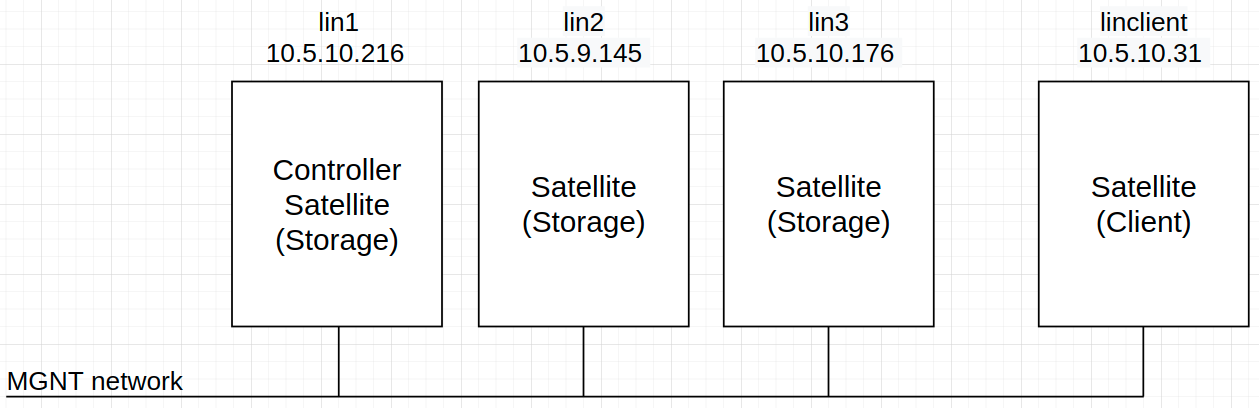 lin1
10.5.10.216
lin2
10.5.9.145
lin3
10.5.10.176
linclient
10.5.10.31
Controller
Satellite
(Storage)
Satellite
(Storage)
Satellite
(Storage)
Satellite
(Client)
MGNT network